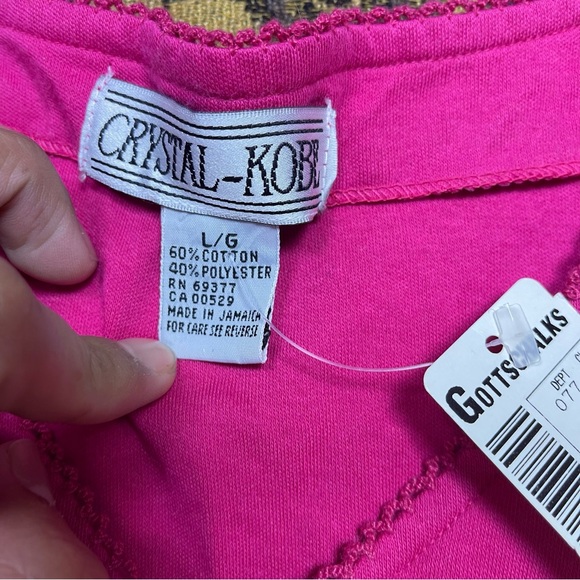 CRYSTAL-KOBE
L/G
60% COTTON
40% POLYESTER
RN 69377
CA 00529
MADE IN JAMAICA
FOR CARE SEE REVERSE
GOTTSCHALKS
DEPT
077